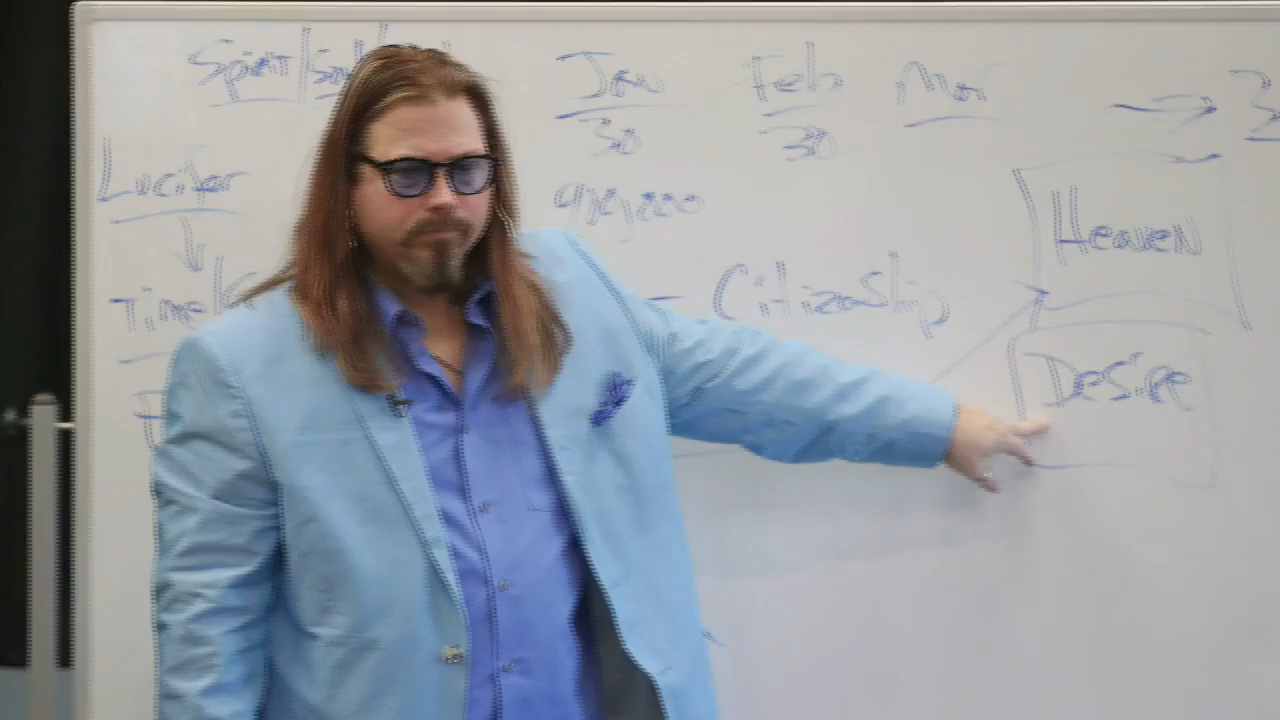 Spirit/
Jan Feb Mar
30 30
Lucifer
Heaven
Citizenship
Time
Desire